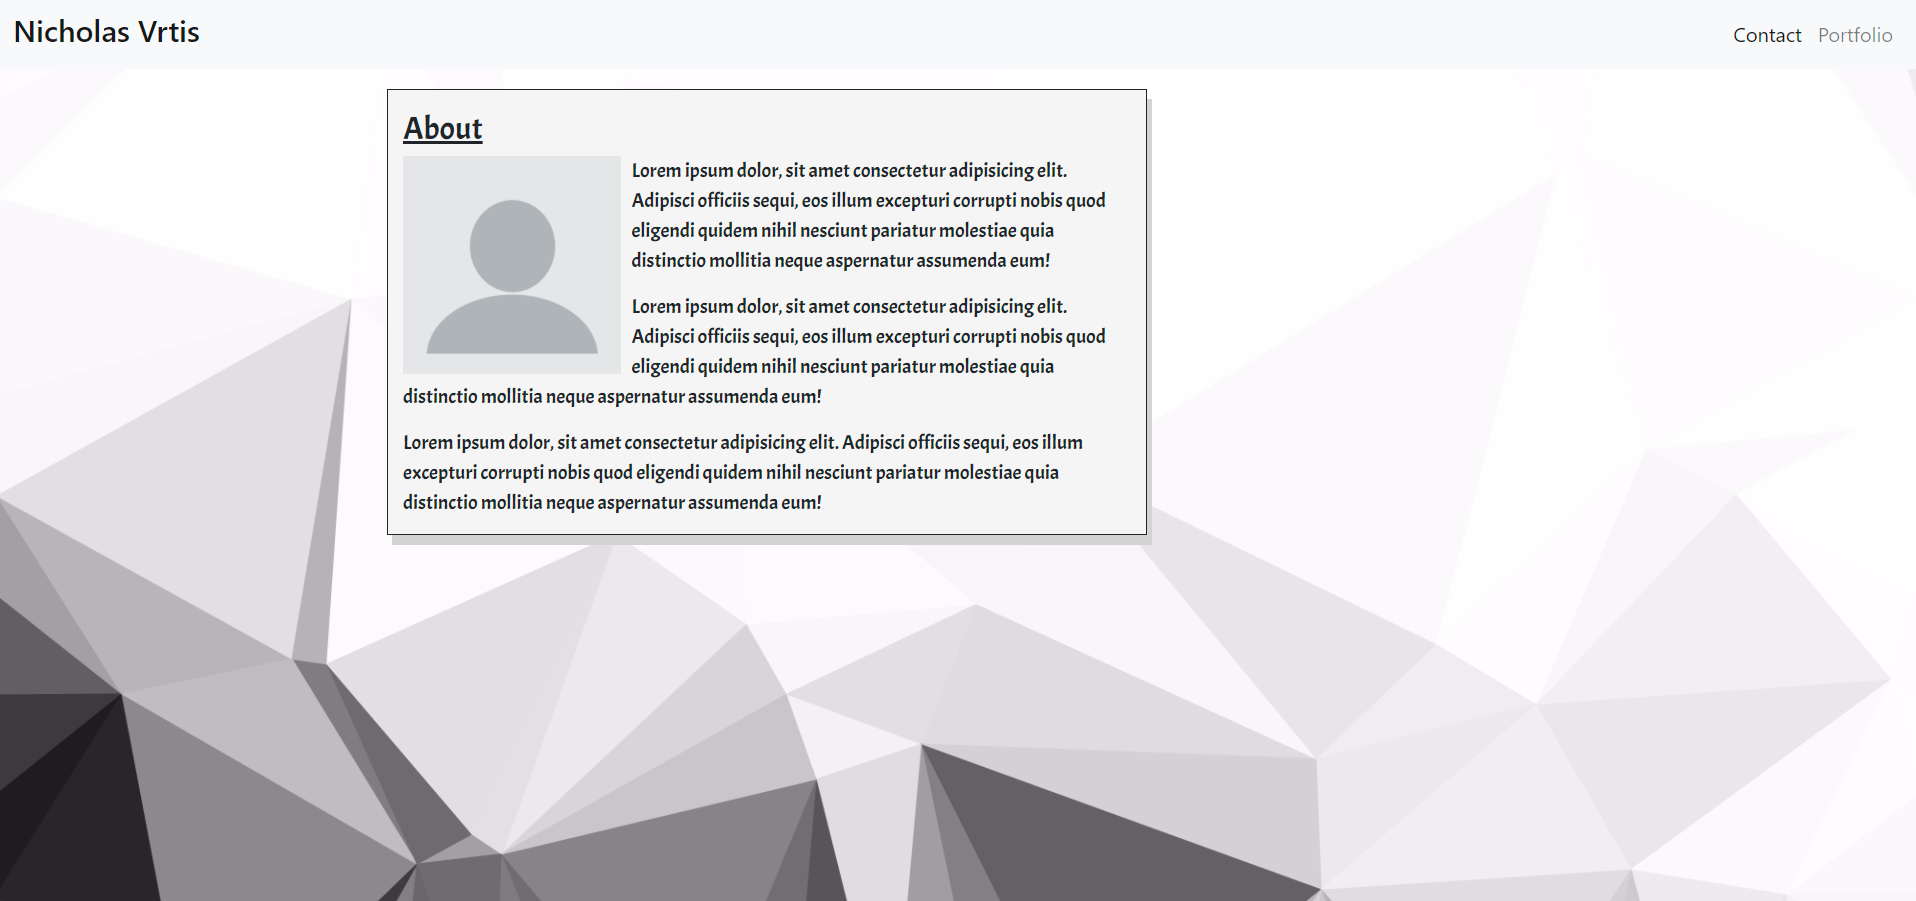 Nicholas Vrtis
Contact Portfolio
About
Lorem ipsum dolor, sit amet consectetur adipisicing elit.
Adipisci officiis sequi, eos illum excepturi corrupti nobis quod
eligendi quidem nihil nesciunt pariatur molestiae quia
distinctio mollitia neque aspernatur assumenda eum!
Lorem ipsum dolor, sit amet consectetur adipisicing elit.
Adipisci officiis sequi, eos illum excepturi corrupti nobis quod
eligendi quidem nihil nesciunt pariatur molestiae quia
distinctio mollitia neque aspernatur assumenda eum!
Lorem ipsum dolor, sit amet consectetur adipisicing elit. Adipisci officiis sequi, eos illum
excepturi corrupti nobis quod eligendi quidem nihil nesciunt pariatur molestiae quia
distinctio mollitia neque aspernatur assumenda eum!